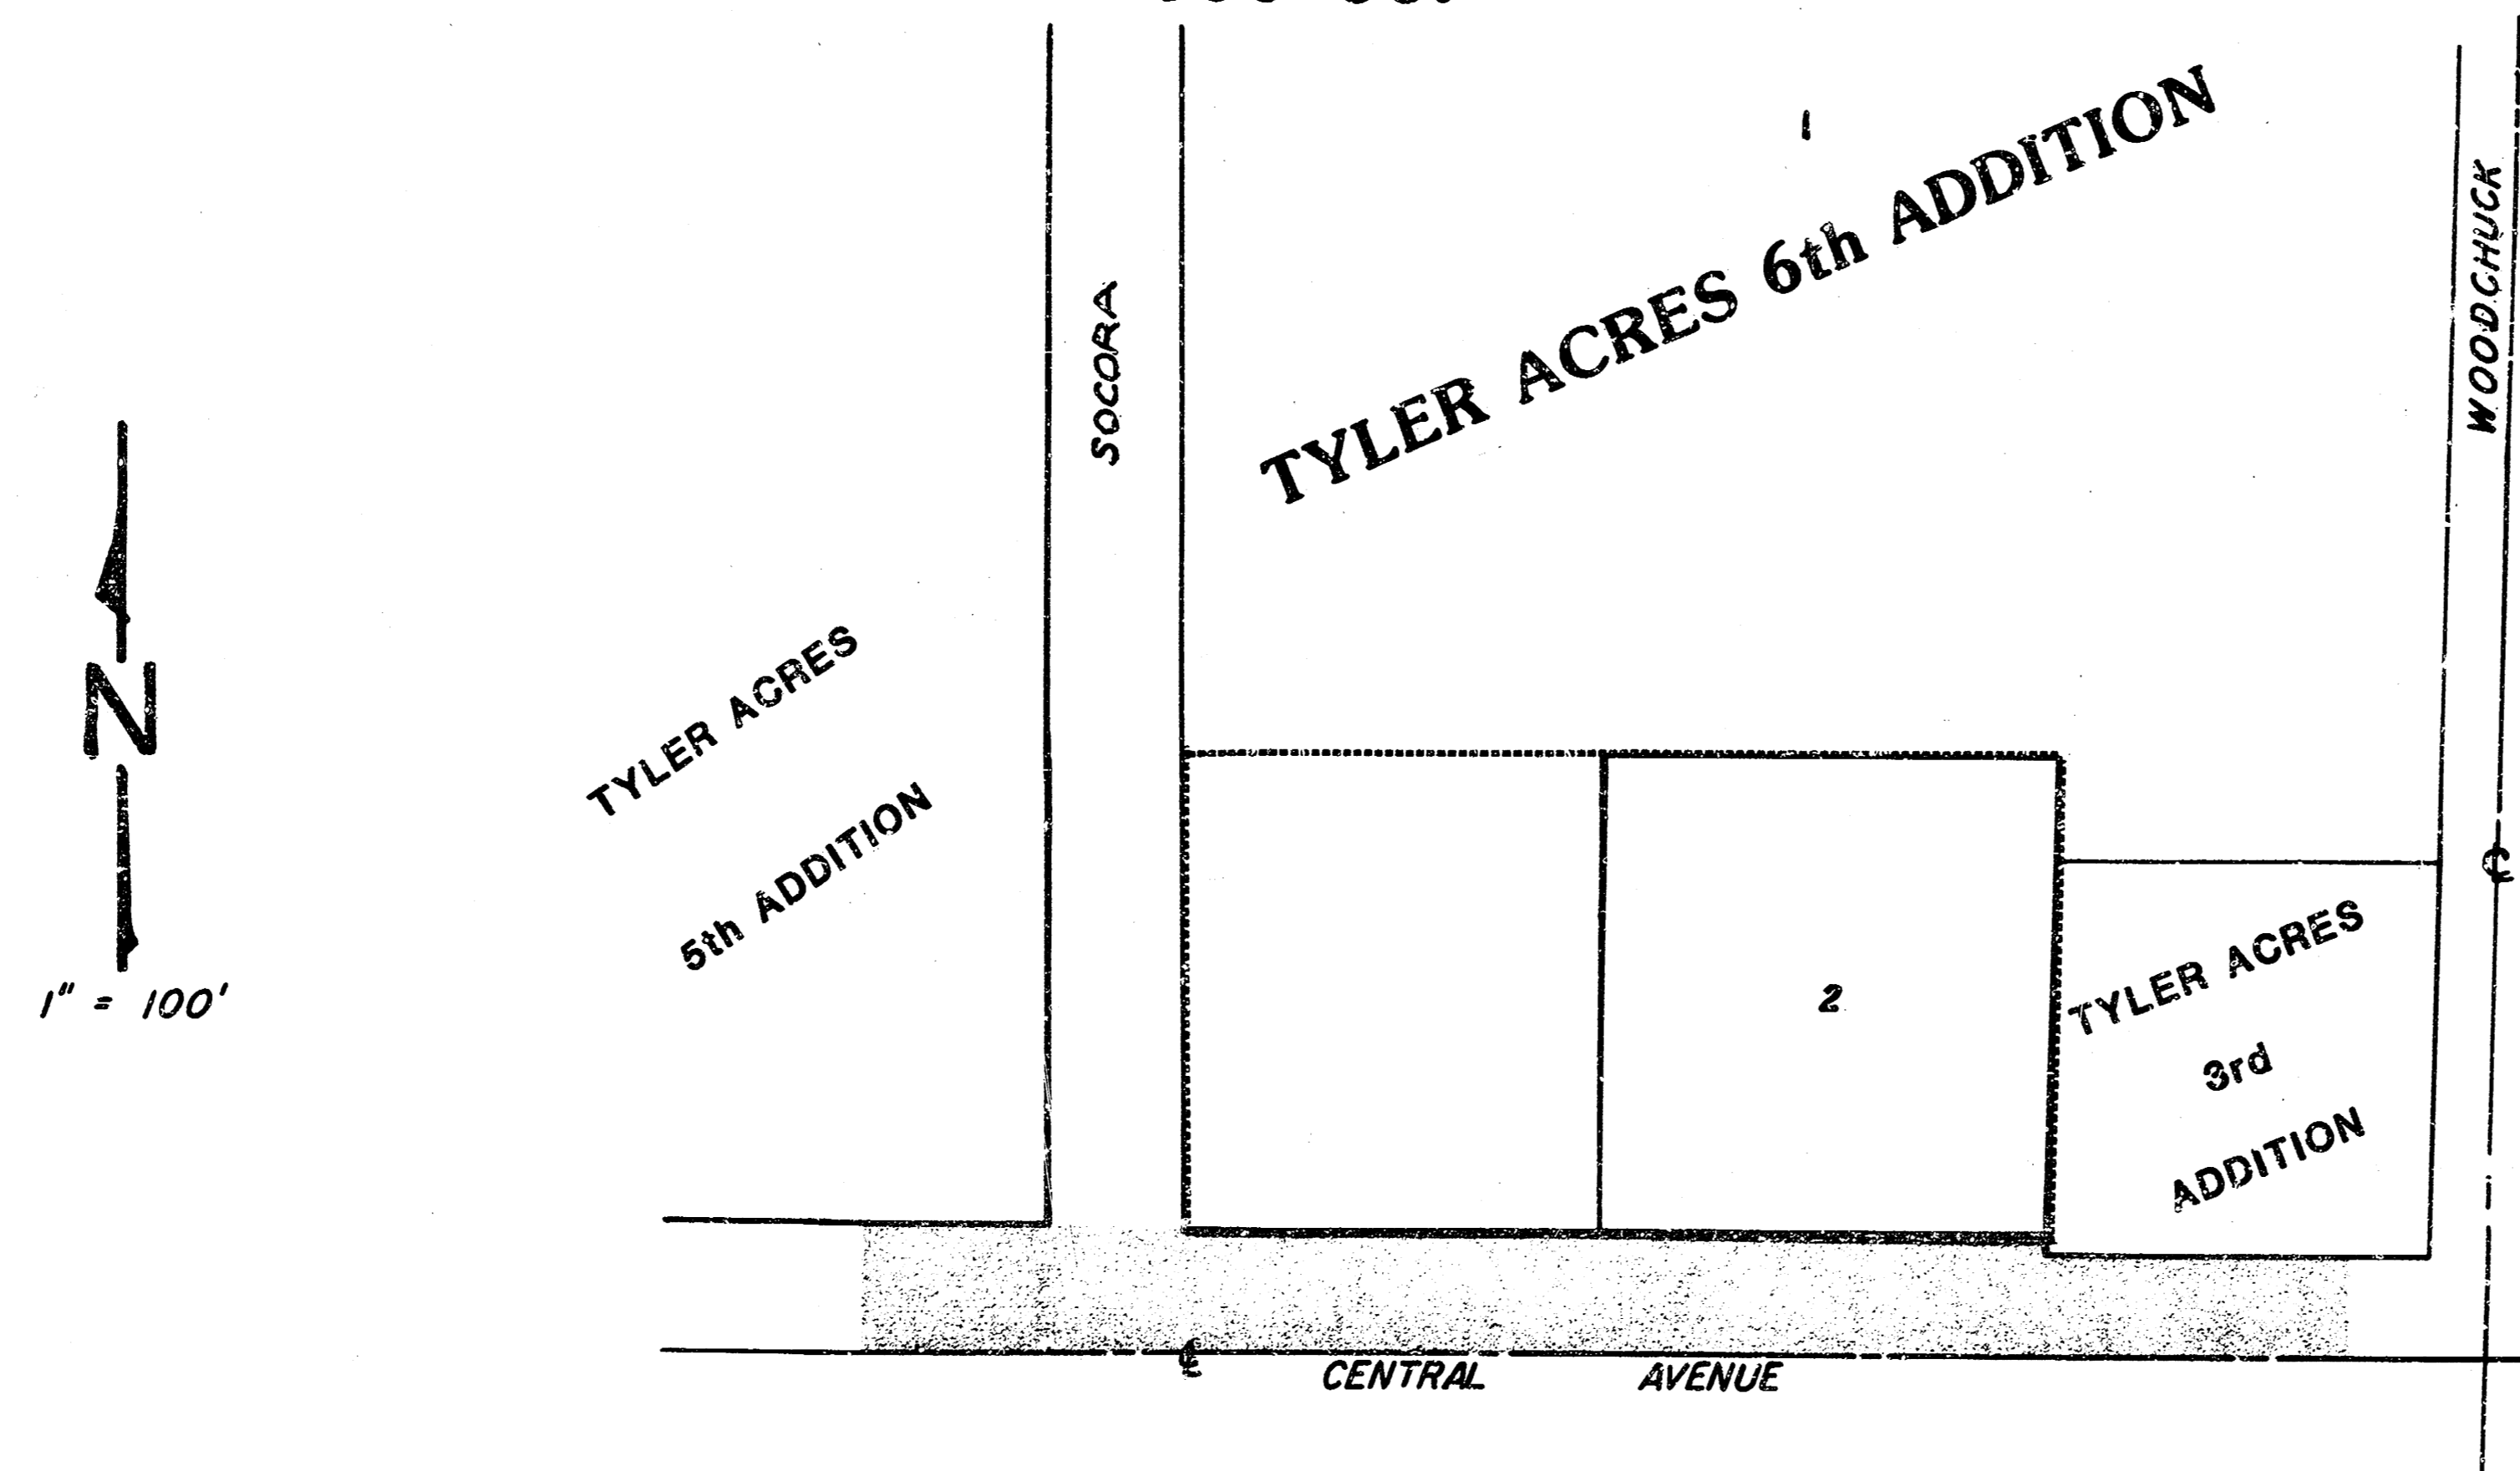 1
TYLER ACRES 6th ADDITION
WOODCHUCK
SOCORA
N
1" = 100'
TYLER ACRES
5th ADDITION
2
TYLER ACRES
3rd
ADDITION
℄
℄
CENTRAL AVENUE